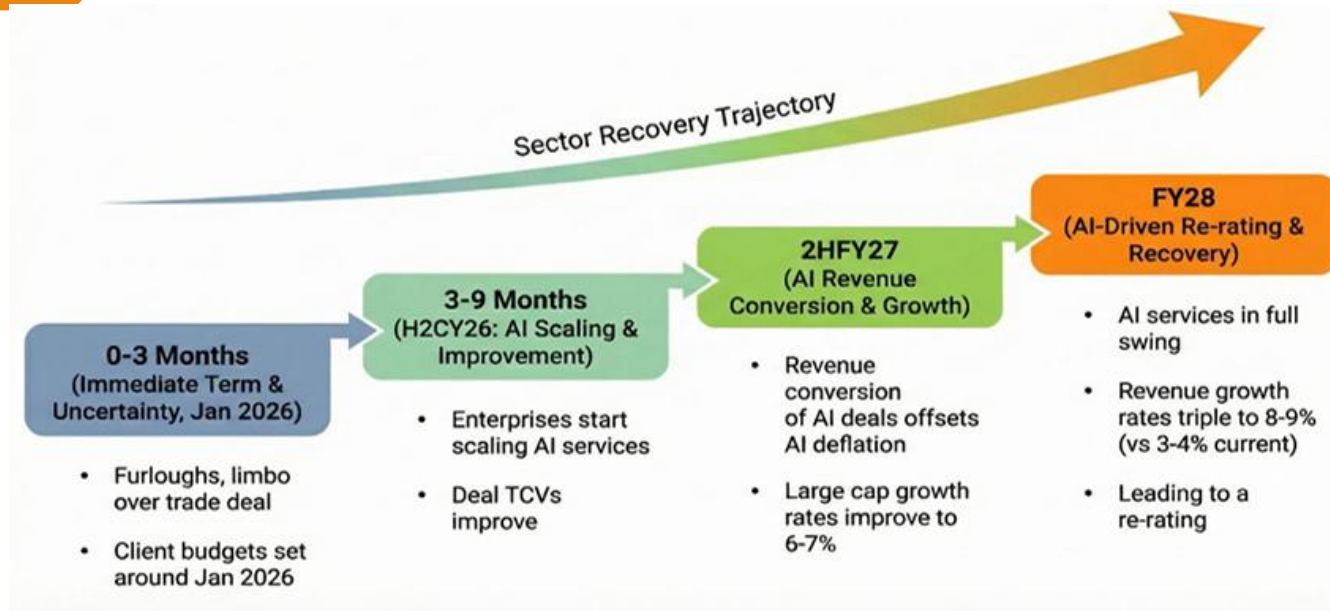 Sector Recovery Trajectory
0-3 Months
(Immediate Term &
Uncertainty, Jan 2026)
• Furloughs, limbo
over trade deal
• Client budgets set
around Jan 2026
3-9 Months
(H2CY26: AI Scaling &
Improvement)
• Enterprises start
scaling AI services
• Deal TCVs
improve
2HFY27
(AI Revenue
Conversion & Growth)
• Revenue
conversion
of AI deals offsets
AI deflation
• Large cap growth
rates improve to
6-7%
FY28
(AI-Driven Re-rating &
Recovery)
• AI services in full
swing
• Revenue growth
rates triple to 8-9%
(vs 3-4% current)
• Leading to a
re-rating